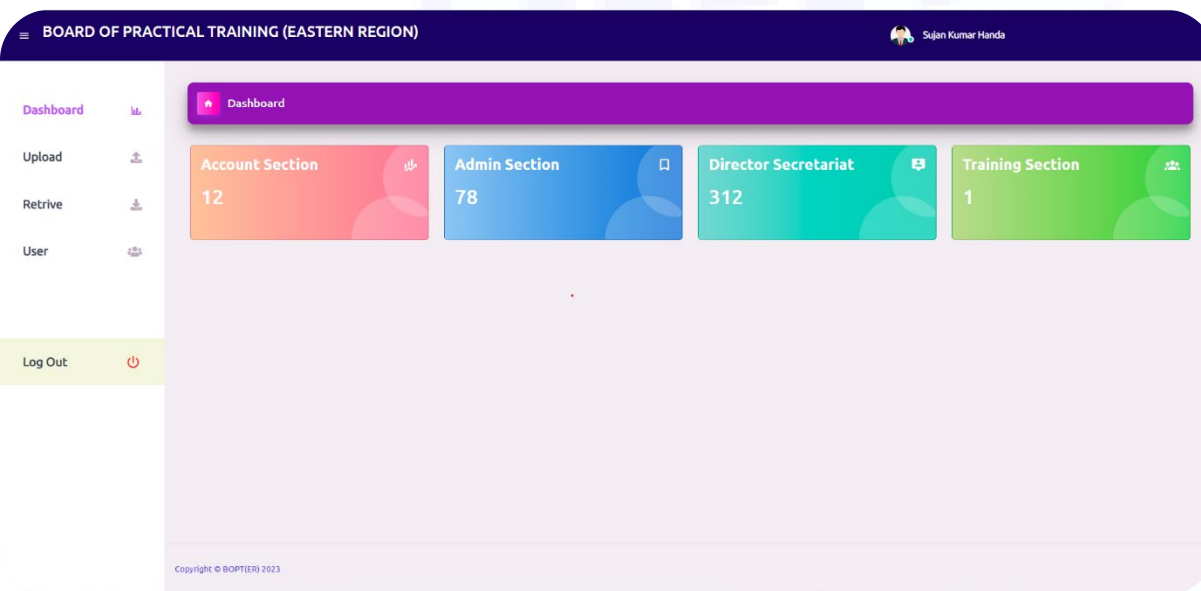 BOARD OF PRACTICAL TRAINING (EASTERN REGION)
Sujan Kumar Handa
Dashboard
Upload
Retrive
User
Log Out
Dashboard
Account Section
12
Admin Section
78
Director Secretariat
312
Training Section
1
Copyright © BOPT(ER) 2023